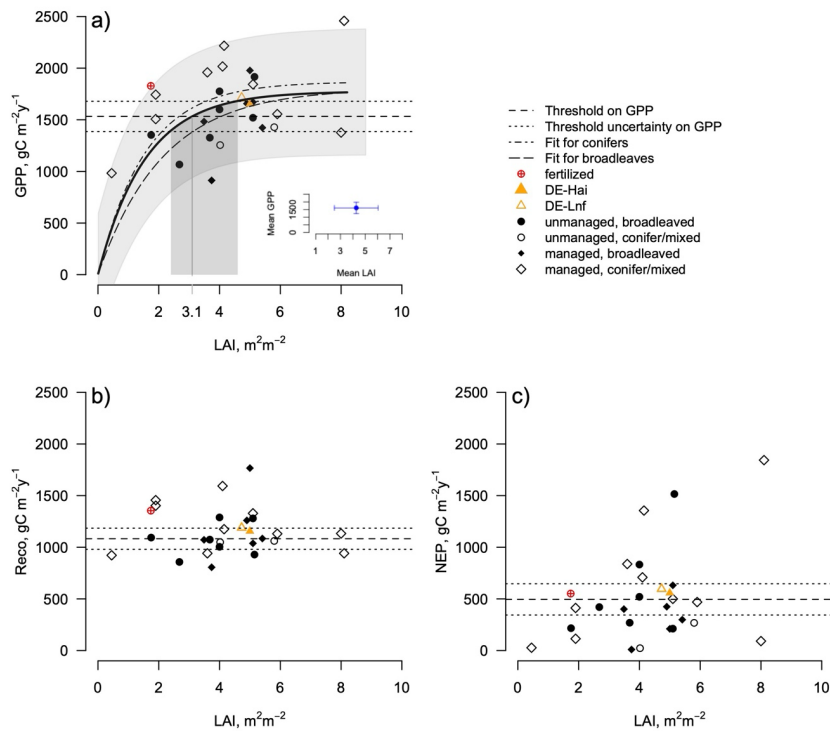 a)
2500
2000
1500
1000
500
0
GPP, gC m−2y−1
0 2 3.1 4 6 8 10
LAI, m2m−2
Mean GPP
1500
0
1 3 5 7
Mean LAI
Threshold on GPP
Threshold uncertainty on GPP
Fit for conifers
Fit for broadleaves
fertilized
DE-Hai
DE-Lnf
unmanaged, broadleaved
unmanaged, conifer/mixed
managed, broadleaved
managed, conifer/mixed
b)
2500
2000
1500
1000
500
0
Reco, gC m−2y−1
0 2 4 6 8 10
LAI, m2m−2
c)
2500
2000
1500
1000
500
0
NEP, gC m−2y−1
0 2 4 6 8 10
LAI, m2m−2